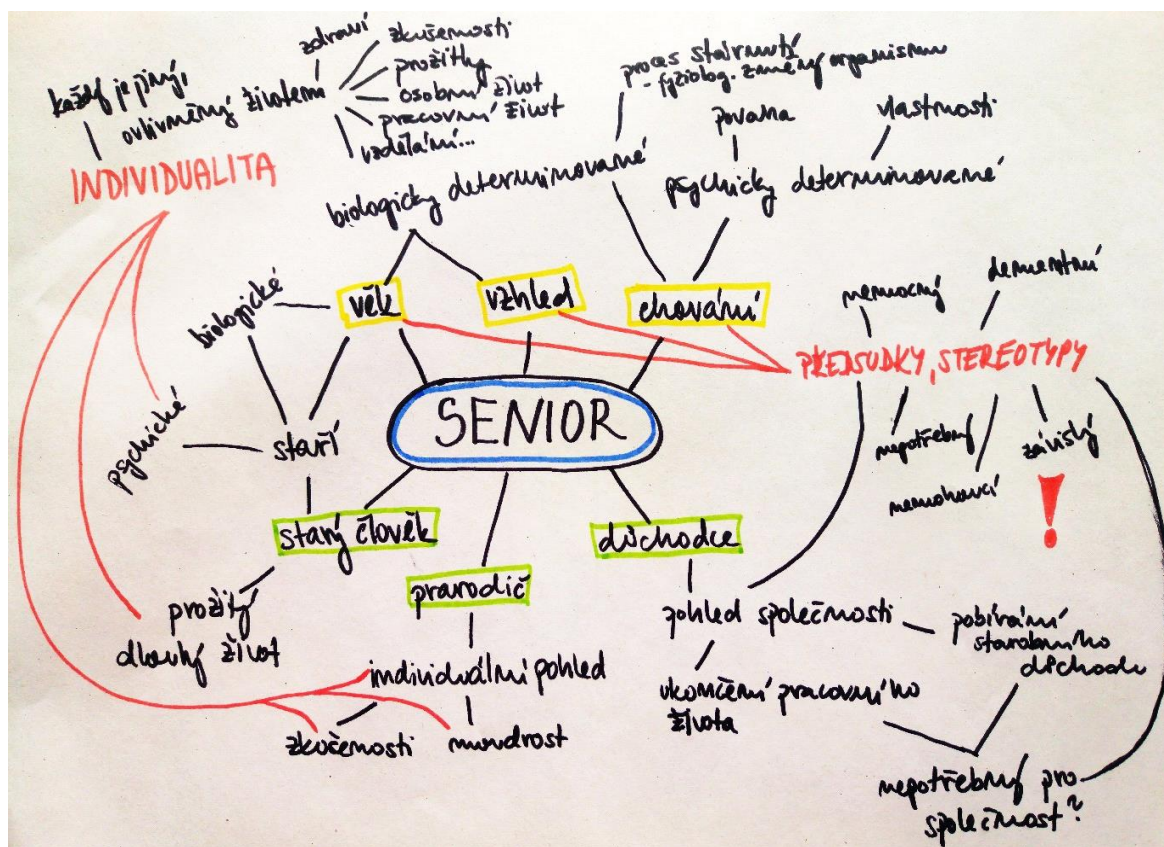 zdraví
zkušenosti
prožitky
osobní život
pracovní život
vzdělání...
každý je jiný,
ovlivněný životem
INDIVIDUALITA
proces stárnutí
- fyziolog. změny organismu
povaha
vlastnosti
biologicky determinované
psychicky determinované
biologické
věk
vzhled
chování
nemocný
dementní
PŘEDSUDKY, STEREOTYPY
SENIOR
psychické
staří
nepotřebný
závislý
nemohoucí
!
starý člověk
důchodce
prarodič
prožitý
dlouhý život
pohled společnosti
pobírání
starobního
důchodu
individuální pohled
ukončení pracovního
života
zkušenosti
moudrost
nepotřebný pro
společnost?